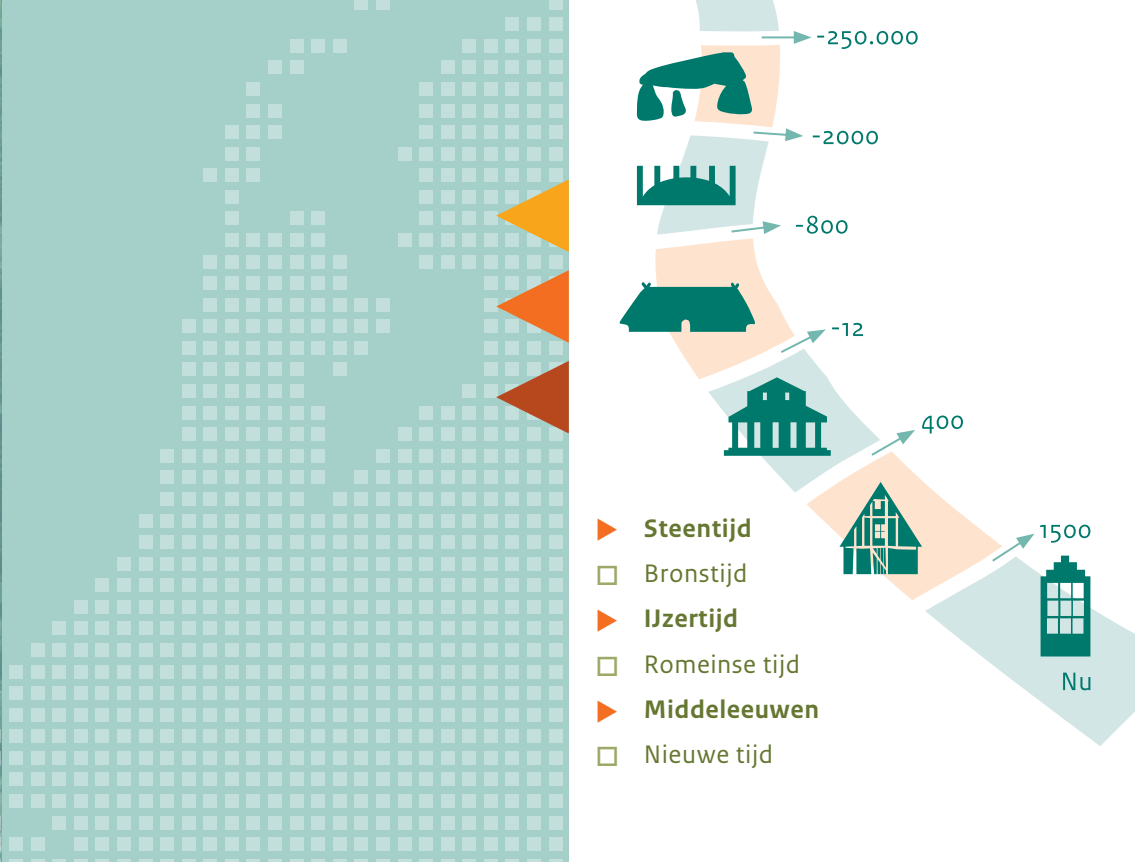 -250.000
-2000
-800
-12
400
1500
Nu
Steentijd
Bronstijd
IJzertijd
Romeinse tijd
Middeleeuwen
Nieuwe tijd